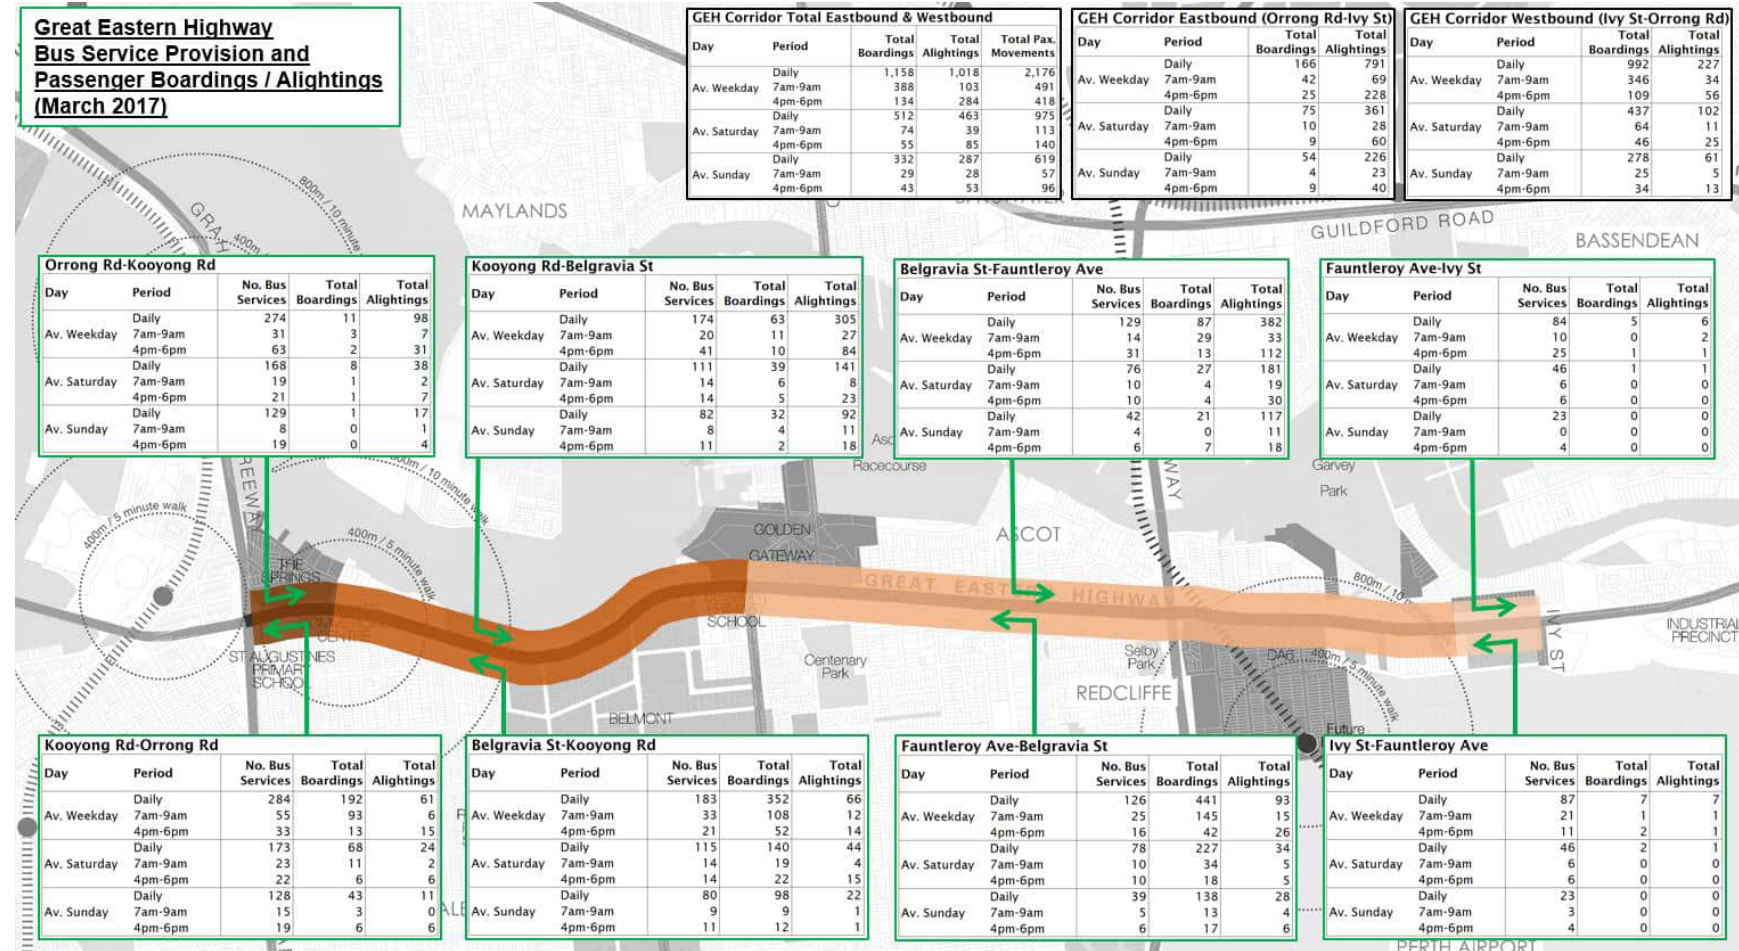 Great Eastern Highway
Bus Service Provision and
Passenger Boardings / Alightings
(March 2017)
GEH Corridor Total Eastbound & Westbound
Day Period Total Boardings Total Alightings Total Pax. Movements
Av. Weekday Daily 1,158 1,018 2,176
7am-9am 388 103 491
4pm-6pm 134 284 418
Av. Saturday Daily 512 463 975
7am-9am 74 39 113
4pm-6pm 55 85 140
Av. Sunday Daily 332 287 619
7am-9am 29 28 57
4pm-6pm 43 53 96
GEH Corridor Eastbound (Orrong Rd-Ivy St)
Day Period Total Boardings Total Alightings
Av. Weekday Daily 166 791
7am-9am 42 69
4pm-6pm 25 228
Av. Saturday Daily 75 361
7am-9am 10 28
4pm-6pm 9 60
Av. Sunday Daily 54 226
7am-9am 4 23
4pm-6pm 9 40
GEH Corridor Westbound (Ivy St-Orrong Rd)
Day Period Total Boardings Total Alightings
Av. Weekday Daily 992 227
7am-9am 346 34
4pm-6pm 109 56
Av. Saturday Daily 437 102
7am-9am 64 11
4pm-6pm 46 25
Av. Sunday Daily 278 61
7am-9am 25 5
4pm-6pm 34 13
800m / 10 minute
400m
MAYLANDS
GUILDFORD ROAD
BASSENDEAN
Orrong Rd-Kooyong Rd
Day Period No. Bus Services Total Boardings Total Alightings
Av. Weekday Daily 274 11 98
7am-9am 31 3 7
4pm-6pm 63 2 31
Av. Saturday Daily 168 8 38
7am-9am 19 1 2
4pm-6pm 21 1 7
Av. Sunday Daily 129 1 17
7am-9am 8 0 1
4pm-6pm 19 0 4
Kooyong Rd-Belgravia St
Day Period No. Bus Services Total Boardings Total Alightings
Av. Weekday Daily 174 63 305
7am-9am 20 11 27
4pm-6pm 41 10 84
Av. Saturday Daily 111 39 141
7am-9am 14 6 8
4pm-6pm 14 5 23
Av. Sunday Daily 82 32 92
7am-9am 8 4 11
4pm-6pm 11 2 18
Belgravia St-Fauntleroy Ave
Day Period No. Bus Services Total Boardings Total Alightings
Av. Weekday Daily 129 87 382
7am-9am 14 29 33
4pm-6pm 31 13 112
Av. Saturday Daily 76 27 181
7am-9am 10 4 19
4pm-6pm 10 4 30
Av. Sunday Daily 42 21 117
7am-9am 4 0 11
4pm-6pm 6 7 18
Fauntleroy Ave-Ivy St
Day Period No. Bus Services Total Boardings Total Alightings
Av. Weekday Daily 84 5 6
7am-9am 10 0 2
4pm-6pm 25 1 1
Av. Saturday Daily 46 1 1
7am-9am 6 0 0
4pm-6pm 6 0 0
Av. Sunday Daily 23 0 0
7am-9am 0 0 0
4pm-6pm 4 0 0
Racecourse
Garvey
Park
400m / 5 minute walk
10 minute walk
400m / 5 minute walk
GOLDEN
GATEWAY
ASCOT
THE
SPRINGS
GREAT EASTERN HIGHWAY
800m / 10
SCHOOL
IVY ST
INDUSTRIAL
PRECINCT
ST AUGUSTINES
PRIMARY
SCHOOL
Centenary
Park
Selby
Park
400m / 5 minute walk
REDCLIFFE
BELMONT
Future
Kooyong Rd-Orrong Rd
Day Period No. Bus Services Total Boardings Total Alightings
Av. Weekday Daily 284 192 61
7am-9am 55 93 6
4pm-6pm 33 13 15
Av. Saturday Daily 173 68 24
7am-9am 23 11 2
4pm-6pm 22 6 6
Av. Sunday Daily 128 43 11
7am-9am 15 3 0
4pm-6pm 19 6 6
Belgravia St-Kooyong Rd
Day Period No. Bus Services Total Boardings Total Alightings
Av. Weekday Daily 183 352 66
7am-9am 33 108 12
4pm-6pm 21 52 14
Av. Saturday Daily 115 140 44
7am-9am 14 19 4
4pm-6pm 14 22 15
Av. Sunday Daily 80 98 22
7am-9am 9 9 1
4pm-6pm 11 12 1
Fauntleroy Ave-Belgravia St
Day Period No. Bus Services Total Boardings Total Alightings
Av. Weekday Daily 126 441 93
7am-9am 25 145 15
4pm-6pm 16 42 26
Av. Saturday Daily 78 227 34
7am-9am 10 34 5
4pm-6pm 10 18 5
Av. Sunday Daily 39 138 28
7am-9am 5 13 4
4pm-6pm 6 17 6
Ivy St-Fauntleroy Ave
Day Period No. Bus Services Total Boardings Total Alightings
Av. Weekday Daily 87 7 7
7am-9am 21 1 1
4pm-6pm 11 2 1
Av. Saturday Daily 46 2 1
7am-9am 6 0 0
4pm-6pm 6 0 0
Av. Sunday Daily 23 0 0
7am-9am 3 0 0
4pm-6pm 4 0 0
PERTH AIRPORT